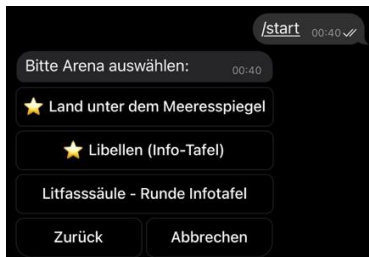 /start 00:40
Bitte Arena auswählen: 00:40
⭐ Land unter dem Meeresspiegel
⭐ Libellen (Info-Tafel)
Litfasssäule - Runde Infotafel
Zurück Abbrechen